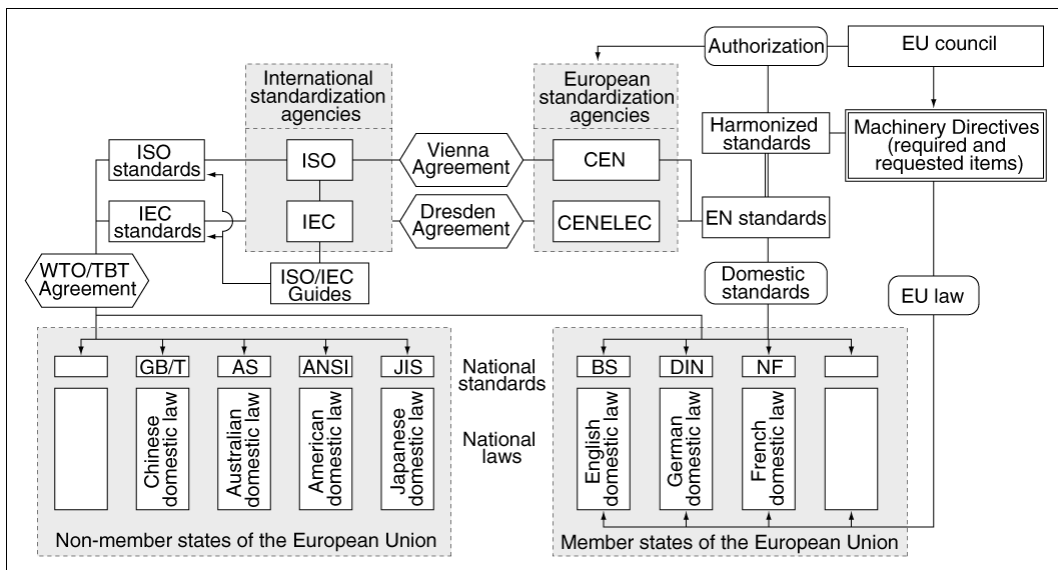 Authorization
EU council
International
standardization
agencies
European
standardization
agencies
ISO
standards
ISO
Vienna
Agreement
CEN
Harmonized
standards
Machinery Directives
(required and
requested items)
IEC
standards
IEC
Dresden
Agreement
CENELEC
EN standards
WTO/TBT
Agreement
ISO/IEC
Guides
Domestic
standards
EU law
GB/T
AS
ANSI
JIS
National
standards
BS
DIN
NF
Chinese
domestic law
Australian
domestic law
American
domestic law
Japanese
domestic law
National
laws
English
domestic law
German
domestic law
French
domestic law
Non-member states of the European Union
Member states of the European Union